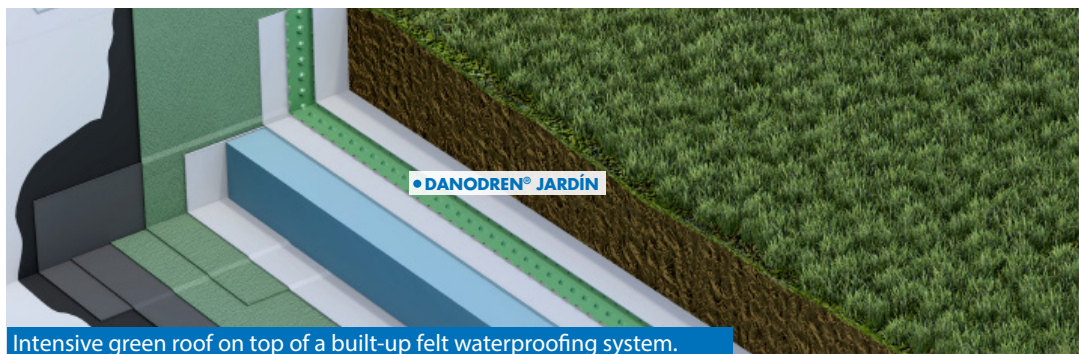 • DANODREN® JARDÍN
Intensive green roof on top of a built-up felt waterproofing system.